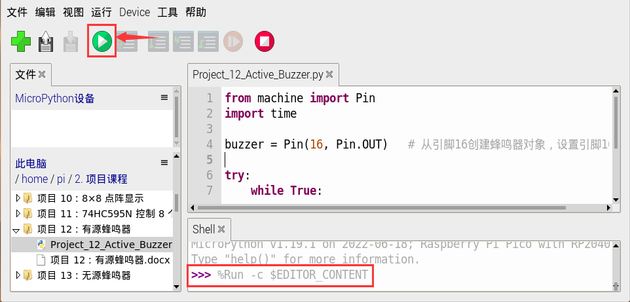 文件 编辑 视图 运行 Device 工具 帮助
文件
MicroPython设备
此电脑
/ home / pi / 2. 项目课程
项目 10：8×8 点阵显示
项目 11：74HC595N 控制 8
项目 12：有源蜂鸣器
Project_12_Active_Buzzer
项目 12：有源蜂鸣器.docx
项目 13：无源蜂鸣器
Project_12_Active_Buzzer.py
1 from machine import Pin
2 import time
3
4 buzzer = Pin(16, Pin.OUT) # 从引脚16创建蜂鸣器对象，设置引脚1
5
6 try:
7 while True:
Shell
MicroPython v1.19.1 on 2022-06-18; Raspberry Pi Pico with RP2040
Type "help()" for more information.
>>> %Run -c $EDITOR_CONTENT